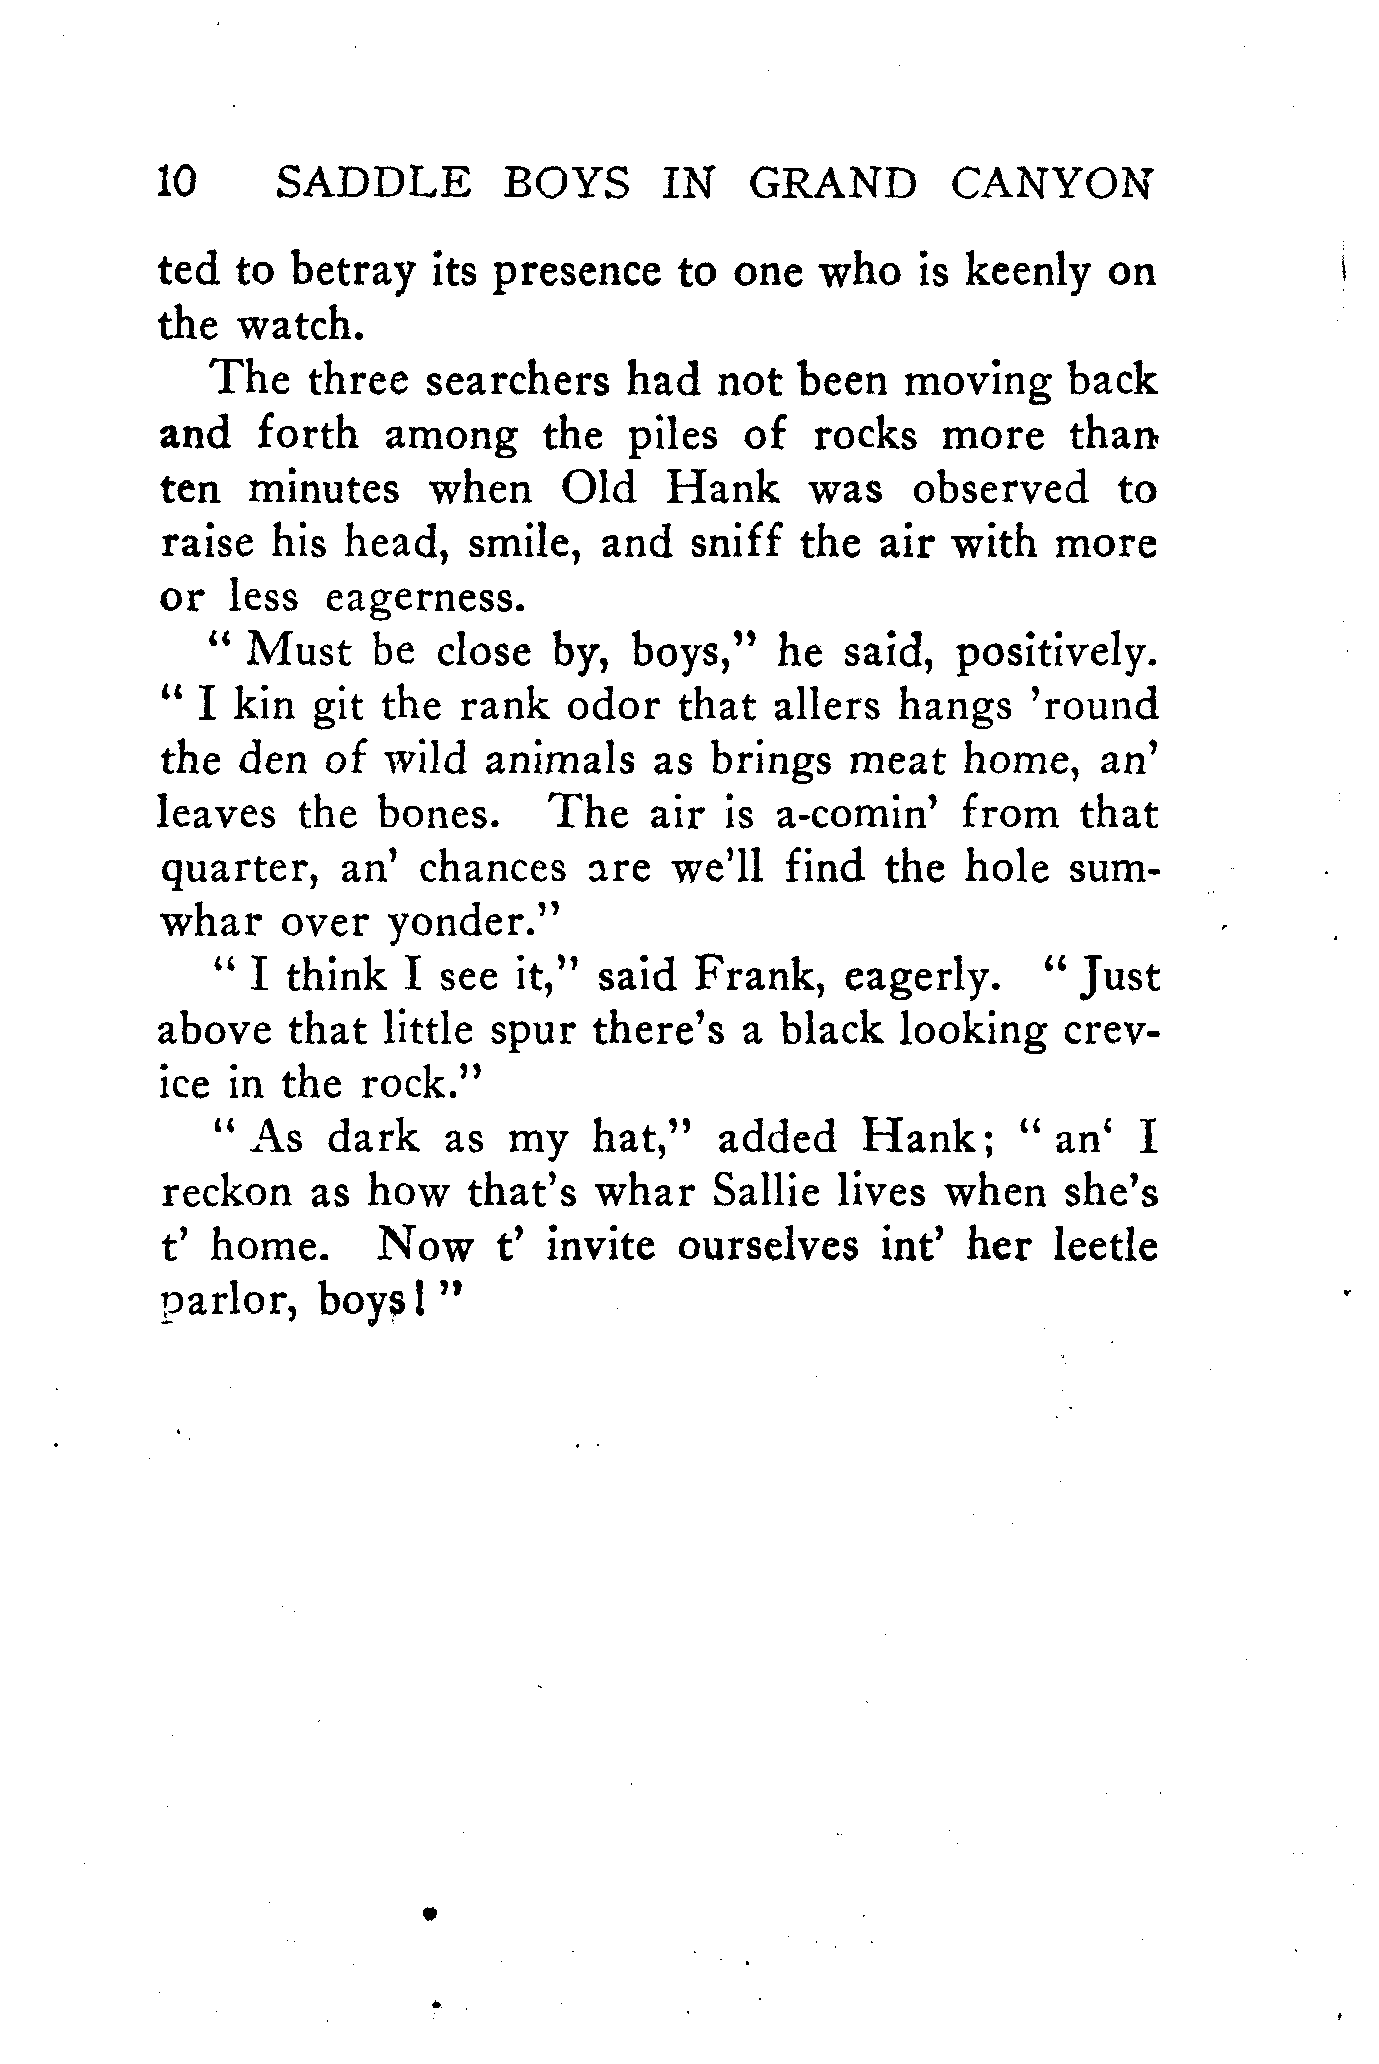 10 SADDLE BOYS IN GRAND CANYON
ted to betray its presence to one who is keenly on
the watch.
The three searchers had not been moving back
and forth among the piles of rocks more than
ten minutes when Old Hank was observed to
raise his head, smile, and sniff the air with more
or less eagerness.
“ Must be close by, boys,” he said, positively.
“ I kin git the rank odor that allers hangs ’round
the den of wild animals as brings meat home, an’
leaves the bones. The air is a-comin’ from that
quarter, an’ chances are we’ll find the hole sum-
whar over yonder.”
“ I think I see it,” said Frank, eagerly. “ Just
above that little spur there’s a black looking crev-
ice in the rock.”
“ As dark as my hat,” added Hank; “ an‘ I
reckon as how that’s whar Sallie lives when she’s
t’ home. Now t’ invite ourselves int’ her leetle
parlor, boys! ”